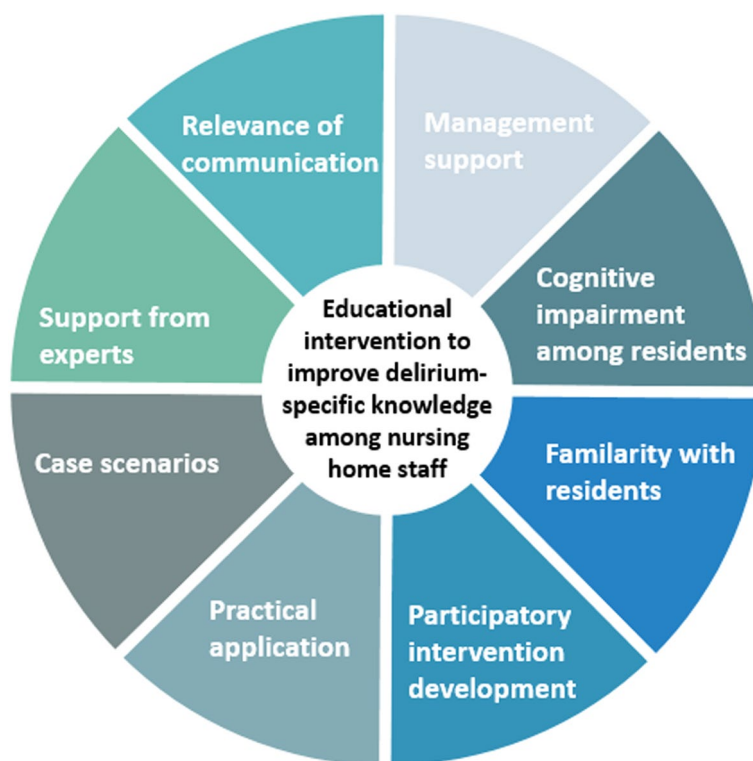 Relevance of
communication
Management
support
Cognitive
impairment
among residents
Familarity with
residents
Participatory
intervention
development
Practical
application
Case scenarios
Support from
experts
Educational
intervention to
improve delirium-
specific knowledge
among nursing
home staff